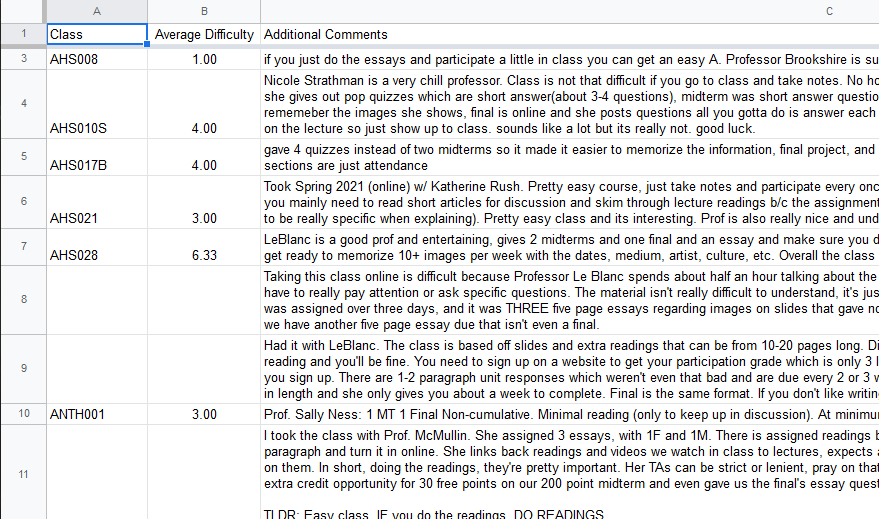 A B C
1 Class Average Difficulty Additional Comments
3 AHS008 1.00 if you just do the essays and participate a little in class you can get an easy A. Professor Brookshire is su
Nicole Strathman is a very chill professor. Class is not that difficult if you go to class and take notes. No
she gives out pop quizzes which are short answer(about 3-4 questions), midterm was short answer questio
rememeber the images she shows, final is online and she posts questions all you gotta do is answer each
4 AHS010S 4.00 on the lecture so just show up to class. sounds like a lot but its really not. good luck.
gave 4 quizzes instead of two midterms so it made it easier to memorize the information, final project, and
5 AHS017B 4.00 sections are just attendance
Took Spring 2021 (online) w/ Katherine Rush. Pretty easy course, just take notes and participate every onc
you mainly need to read short articles for discussion and skim through lecture readings b/c the assignment
6 AHS021 3.00 to be really specific when explaining). Pretty easy class and its interesting. Prof is also really nice and und
LeBlanc is a good prof and entertaining, gives 2 midterms and one final and an essay and make sure you d
7 AHS028 6.33 get ready to memorize 10+ images per week with the dates, medium, artist, culture, etc. Overall the class
Taking this class online is difficult because Professor Le Blanc spends about half an hour talking about the
have to really pay attention or ask specific questions. The material isn't really difficult to understand, it's jus
8 was assigned over three days, and it was THREE five page essays regarding images on slides that gave no
we have another five page essay due that isn't even a final.
Had it with LeBlanc. The class is based off slides and extra readings that can be from 10-20 pages long. Di
reading and you'll be fine. You need to sign up on a website to get your participation grade which is only 3
9 you sign up. There are 1-2 paragraph unit responses which weren't even that bad and are due every 2 or 3
in length and she only gives you about a week to complete. Final is the same format. If you don't like writin
10 ANTH001 3.00 Prof. Sally Ness: 1 MT 1 Final Non-cumulative. Minimal reading (only to keep up in discussion). At minimu
I took the class with Prof. McMullin. She assigned 3 essays, with 1F and 1M. There is assigned readings
paragraph and turn it in online. She links back readings and videos we watch in class to lectures, expects
11 on them. In short, doing the readings, they're pretty important. Her TAs can be strict or lenient, pray on that
extra credit opportunity for 30 free points on our 200 point midterm and even gave us the final's essay quest
TLDR: Easy class, IF you do the readings. DO READINGS